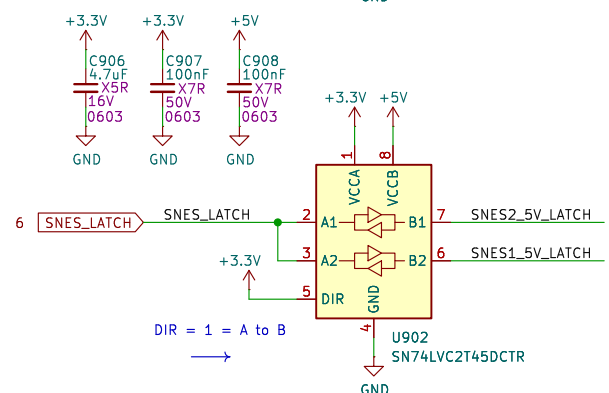 GND
+3.3V
+3.3V
+5V
C906
4.7uF
X5R
16V
0603
C907
100nF
X7R
50V
0603
C908
100nF
X7R
50V
0603
GND
GND
GND
+3.3V
+5V
1
8
VCCA
VCCB
6
SNES_LATCH
SNES_LATCH
2
A1
B1
7
SNES2_5V_LATCH
3
A2
B2
6
SNES1_5V_LATCH
+3.3V
5
DIR
GND
4
DIR = 1 = A to B
U902
SN74LVC2T45DCTR
GND